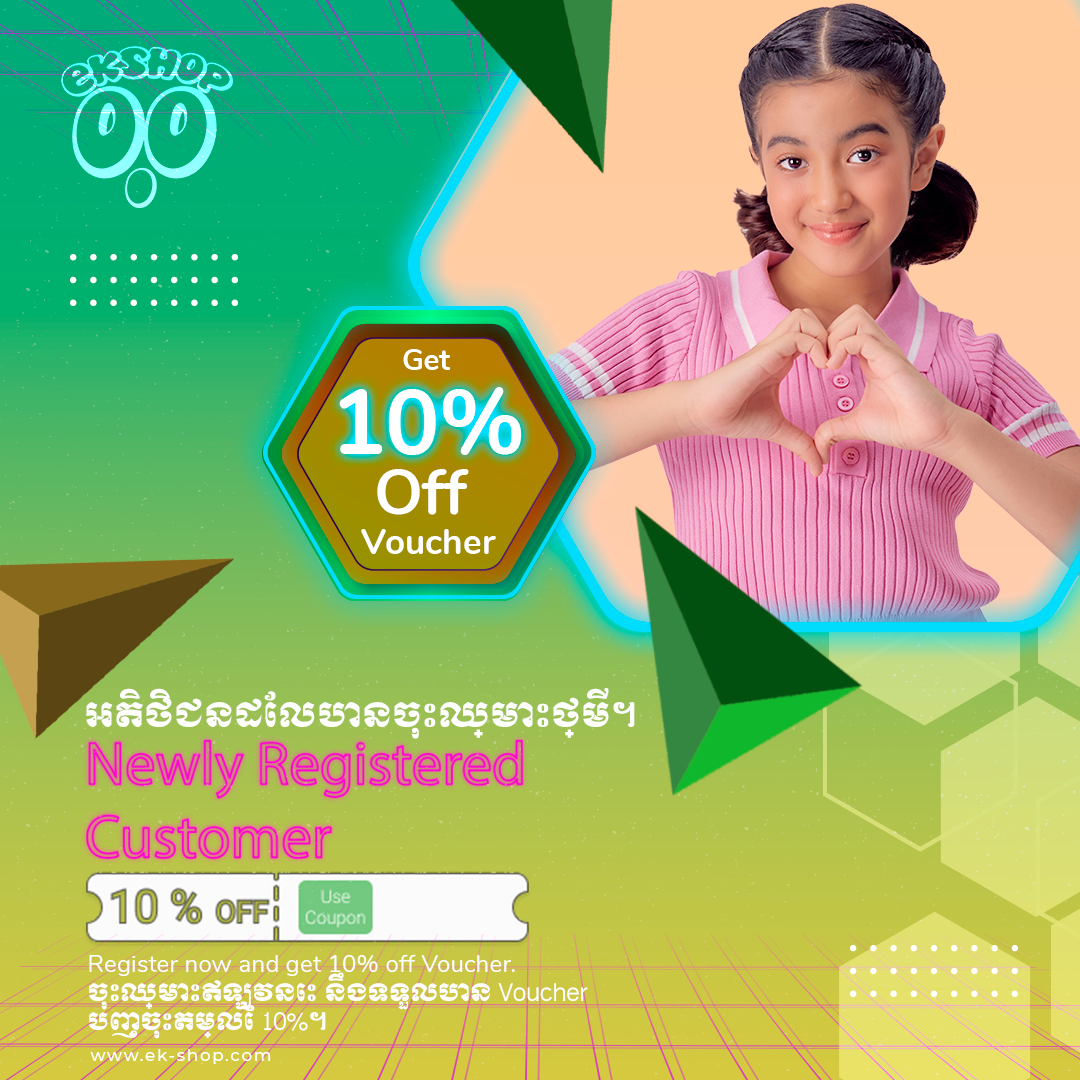 EKSHOP
Get
10%
Off
Voucher
អតិថិជនដែលបានចុះឈ្មោះថ្មី។
Newly Registered
Customer
10 % OFF
Use
Coupon
Register now and get 10% off Voucher.
ចុះឈ្មោះឥឡូវនេះ នឹងទទួលបាន Voucher
បញ្ចុះតម្លៃ 10%។
www.ek-shop.com